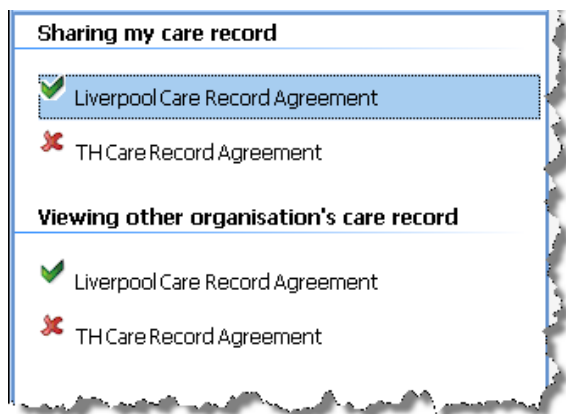 Sharing my care record
Liverpool Care Record Agreement
TH Care Record Agreement
Viewing other organisation's care record
Liverpool Care Record Agreement
TH Care Record Agreement